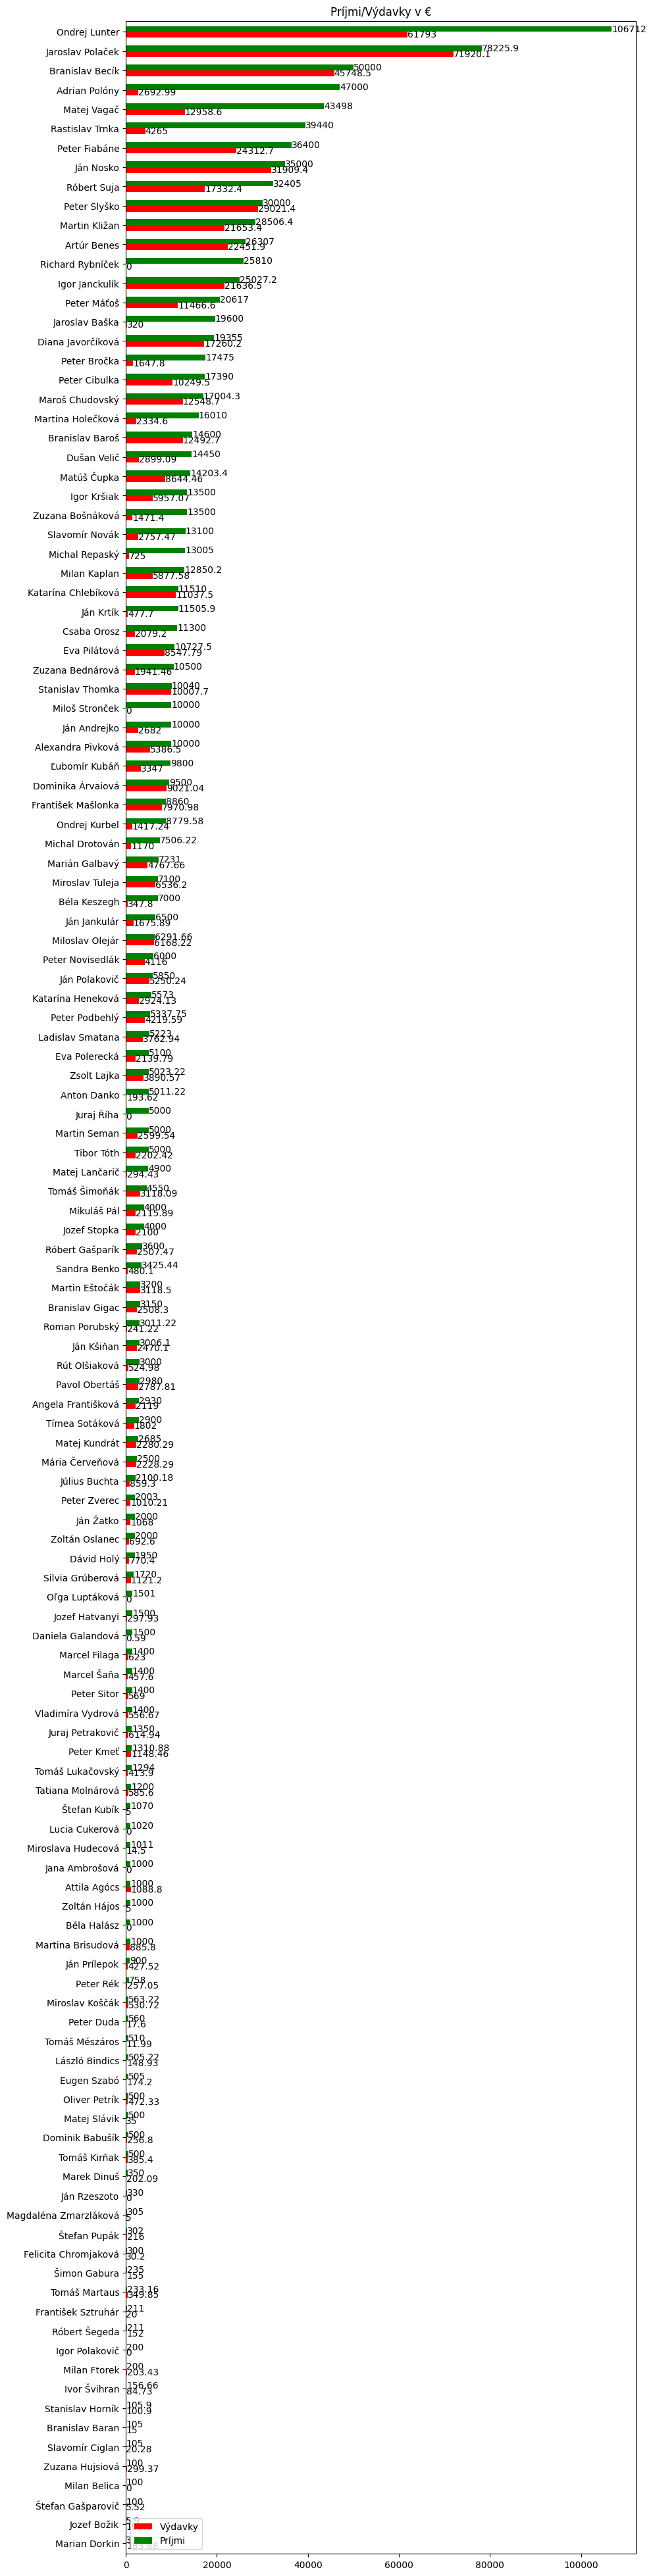 Príjmi/Výdavky v €
Ondrej Lunter 106712
61793
Jaroslav Polaček 78225.9
71920.1
Branislav Becík 50000
45748.5
Adrian Polóny 47000
2692.99
Matej Vagač 43498
12958.6
Rastislav Trnka 39440
4265
Peter Fiabáne 36400
24312.7
Ján Nosko 35000
31909.4
Róbert Suja 32405
17332.4
Peter Slyško 30000
29021.4
Martin Kližan 28506.4
21653.4
Artúr Benes 26307
22451.9
Richard Rybníček 25810
0
Igor Janckulík 25027.2
21636.5
Peter Máťoš 20617
11466.6
Jaroslav Baška 19600
320
Diana Javorčíková 19355
17260.2
Peter Bročka 17475
1647.8
Peter Cibulka 17390
10249.5
Maroš Chudovský 17004.3
12548.7
Martina Holečková 16010
2334.6
Branislav Baroš 14600
12492.7
Dušan Velič 14450
2899.09
Matúš Čupka 14203.4
8644.46
Igor Kršiak 13500
5957.07
Zuzana Bošnáková 13500
1471.4
Slavomír Novák 13100
2757.47
Michal Repaský 13005
725
Milan Kaplan 12850.2
5877.58
Katarína Chlebíková 11510
11037.5
Ján Krtík 11505.9
477.7
Csaba Orosz 11300
2079.2
Eva Pilátová 10727.5
8547.79
Zuzana Bednárová 10500
1941.46
Stanislav Thomka 10040
10007.7
Miloš Stronček 10000
0
Ján Andrejko 10000
2682
Alexandra Pivková 10000
5386.5
Ľubomír Kubáň 9800
3347
Dominika Árvaiová 9500
9021.04
František Mašlonka 8860
7970.98
Ondrej Kurbel 8779.58
1417.24
Michal Drotován 7506.22
1170
Marián Galbavý 7231
4767.66
Miroslav Tuleja 7100
6536.2
Béla Keszegh 7000
347.8
Ján Jankulár 6500
1675.89
Miloslav Olejár 6291.66
6168.22
Peter Novisedlák 6000
4116
Ján Polakovič 5850
5250.24
Katarína Heneková 5573
2924.13
Peter Podbehlý 5337.75
4219.59
Ladislav Smatana 5223
3762.94
Eva Polerecká 5100
2139.79
Zsolt Lajka 5023.22
3890.57
Anton Danko 5011.22
193.62
Juraj Říha 5000
0
Martin Seman 5000
2599.54
Tibor Tóth 5000
2202.42
Matej Lančarič 4900
294.43
Tomáš Šimoňák 4550
3118.09
Mikuláš Pál 4000
2115.89
Jozef Stopka 4000
2100
Róbert Gašparík 3600
2507.47
Sandra Benko 3425.44
480.1
Martin Eštočák 3200
3118.5
Branislav Gigac 3150
2508.3
Roman Porubský 3011.22
241.22
Ján Kšiňan 3006.1
2470.1
Rút Olšiaková 3000
524.98
Pavol Obertáš 2980
2787.81
Angela Františková 2930
2119
Tímea Sotáková 2900
1802
Matej Kundrát 2685
2280.29
Mária Červeňová 2500
2228.29
Július Buchta 2100.18
859.3
Peter Zverec 2003
1010.21
Ján Žatko 2000
1068
Zoltán Oslanec 2000
692.6
Dávid Holý 1950
770.4
Silvia Grúberová 1720
1121.2
Oľga Luptáková 1501
0
Jozef Hatvanyi 1500
297.93
Daniela Galandová 1500
0.59
Marcel Filaga 1400
623
Marcel Šaňa 1400
457.6
Peter Sitor 1400
569
Vladimíra Vydrová 1400
556.67
Juraj Petrakovič 1350
614.94
Peter Kmeť 1310.88
1148.46
Tomáš Lukačovský 1294
413.9
Tatiana Molnárová 1200
585.6
Štefan Kubík 1070
5
Lucia Cukerová 1020
0
Miroslava Hudecová 1011
14.5
Jana Ambrošová 1000
0
Attila Agócs 1000
1088.8
Zoltán Hájos 1000
5
Béla Halász 1000
0
Martina Brisudová 1000
885.8
Ján Prílepok 900
427.52
Peter Rék 758
257.05
Miroslav Koščák 563.22
530.72
Peter Duda 560
17.6
Tomáš Mészáros 510
11.99
László Bindics 505.22
148.93
Eugen Szabó 505
174.2
Oliver Petrík 500
472.33
Matej Slávik 500
35
Dominik Babušík 500
256.8
Tomáš Kirňak 500
385.4
Marek Dinuš 350
202.09
Ján Rzeszoto 330
0
Magdaléna Zmarzláková 305
5
Štefan Pupák 302
216
Felicita Chromjaková 300
30.2
Šimon Gabura 235
155
Tomáš Martaus 233.16
349.85
František Sztruhár 211
20
Róbert Šegeda 211
152
Igor Polakovič 200
0
Milan Ftorek 200
203.43
Ivor Švihran 156.66
84.73
Stanislav Horník 105.9
100.9
Branislav Baran 105
15
Slavomír Ciglan 105
20.28
Zuzana Hujsiová 100
299.37
Milan Belica 100
0
Štefan Gašparovič 100
5.52
Jozef Božik
Marian Dorkin
Výdavky
Príjmi
0 20000 40000 60000 80000 100000